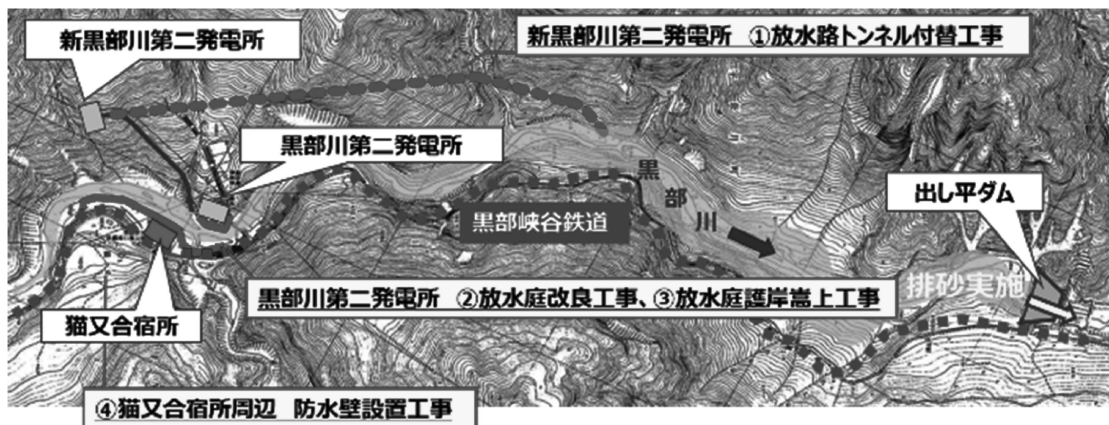 新黒部川第二発電所
新黒部川第二発電所 ①放水路トンネル付替工事
黒部川第二発電所
出し平ダム
黒部川
黒部峡谷鉄道
排砂実施
黒部川第二発電所 ②放水庭改良工事、③放水庭護岸嵩上工事
猫又合宿所
④猫又合宿所周辺 防水壁設置工事